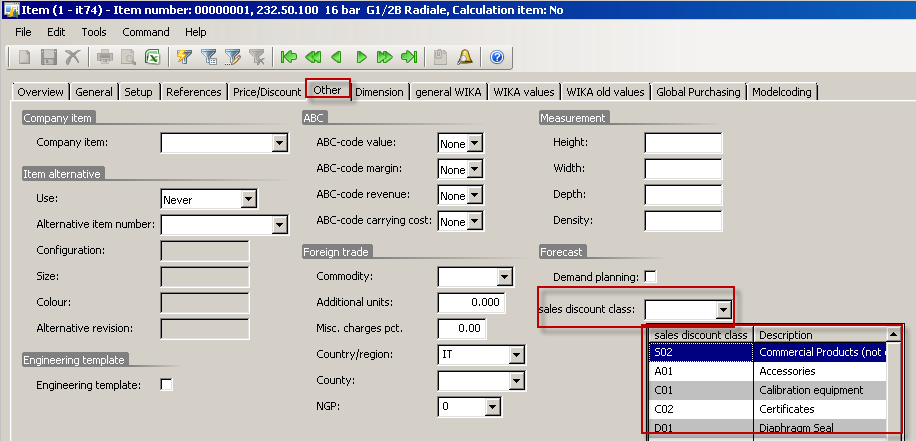 Item (1 - it74) - Item number: 00000001, 232.50.100  16 bar  G1/2B Radiale, Calculation item: No
File Edit Tools Command Help
Overview General Setup References Price/Discount Other Dimension general WIKA WIKA values WIKA old values Global Purchasing Modelcoding
Company item
Company item:
Item alternative
Use: Never
Alternative item number:
Configuration:
Size:
Colour:
Alternative revision:
Engineering template
Engineering template:
ABC
ABC-code value: None
ABC-code margin: None
ABC-code revenue: None
ABC-code carrying cost: None
Foreign trade
Commodity:
Additional units: 0.000
Misc. charges pct. 0.00
Country/region: IT
County:
NGP: 0
Measurement
Height:
Width:
Depth:
Density:
Forecast
Demand planning:
sales discount class:
sales discount class Description
S02 Commercial Products (not
A01 Accessories
C01 Calibration equipment
C02 Certificates
D01 Diaphragm Seal